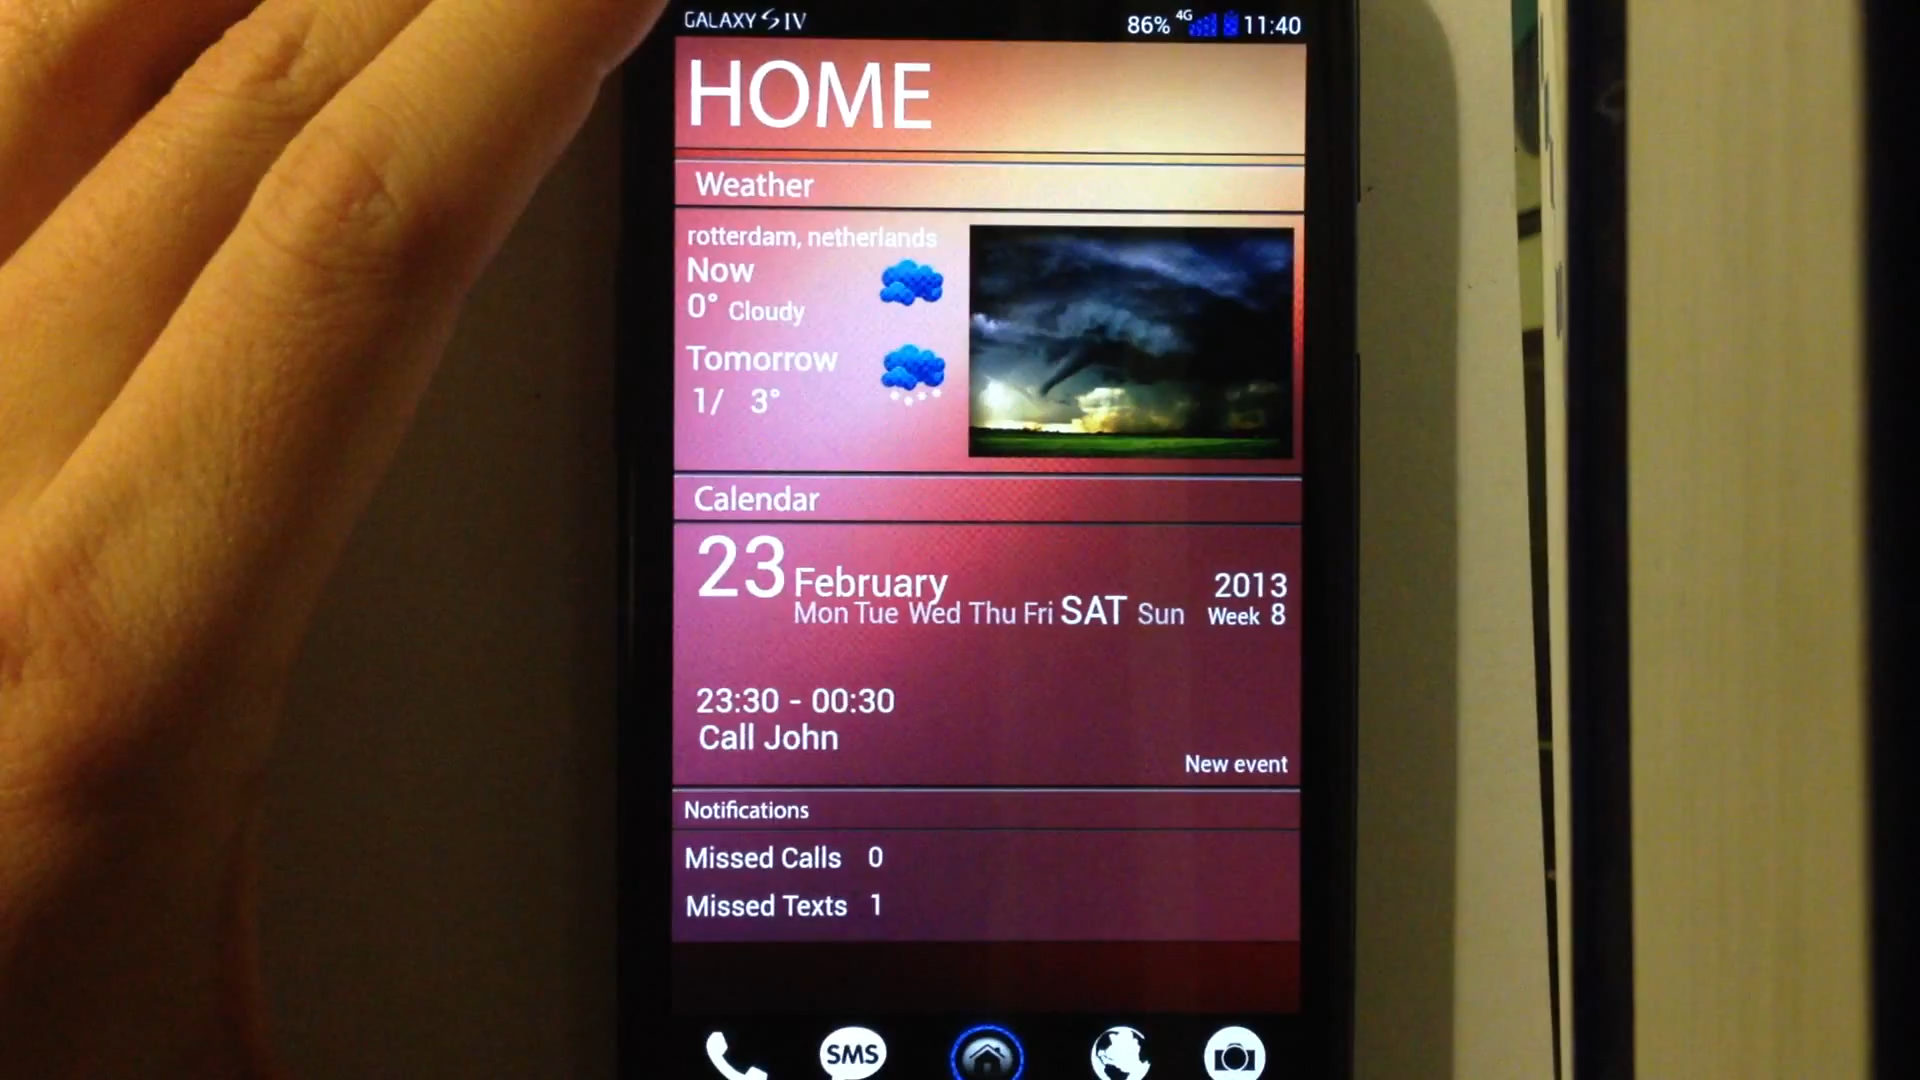 GALAXY S IV 86% 4G 11:40
HOME
Weather
rotterdam, netherlands
Now
0° Cloudy
Tomorrow
1/ 3°
Calendar
23 February 2013
Mon Tue Wed Thu Fri SAT Sun Week 8
23:30 - 00:30
Call John
New event
Notifications
Missed Calls 0
Missed Texts 1
SMS